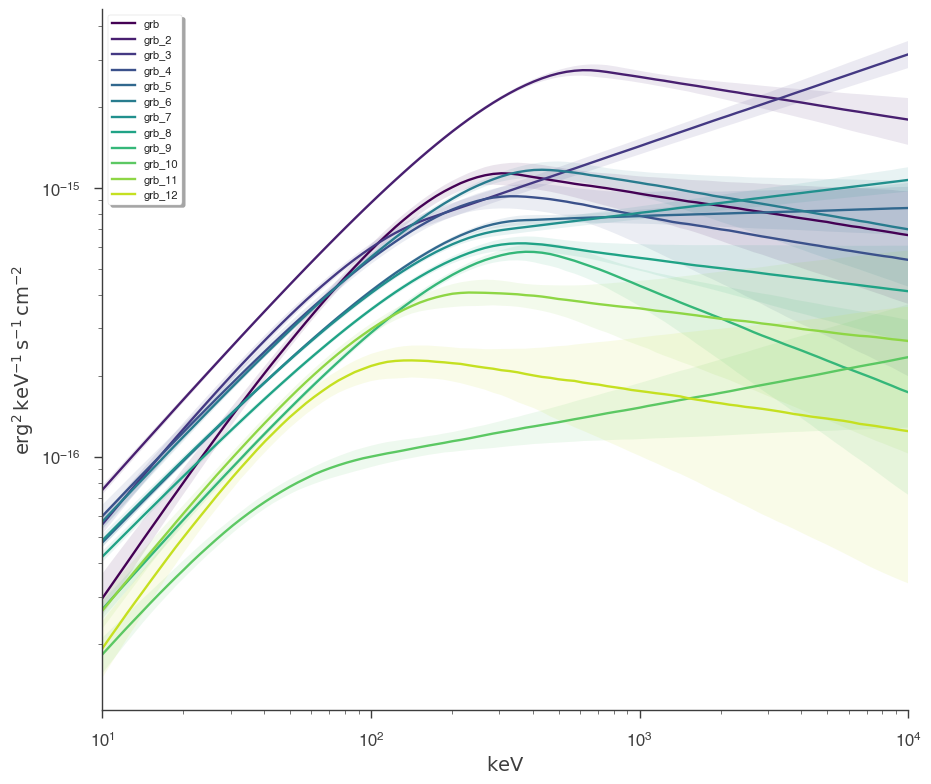 grb
grb_2
grb_3
grb_4
grb_5
grb_6
grb_7
grb_8
grb_9
grb_10
grb_11
grb_12
erg² keV⁻¹ s⁻¹ cm⁻²
10⁻¹⁵
10⁻¹⁶
10¹ 10² 10³ 10⁴
keV